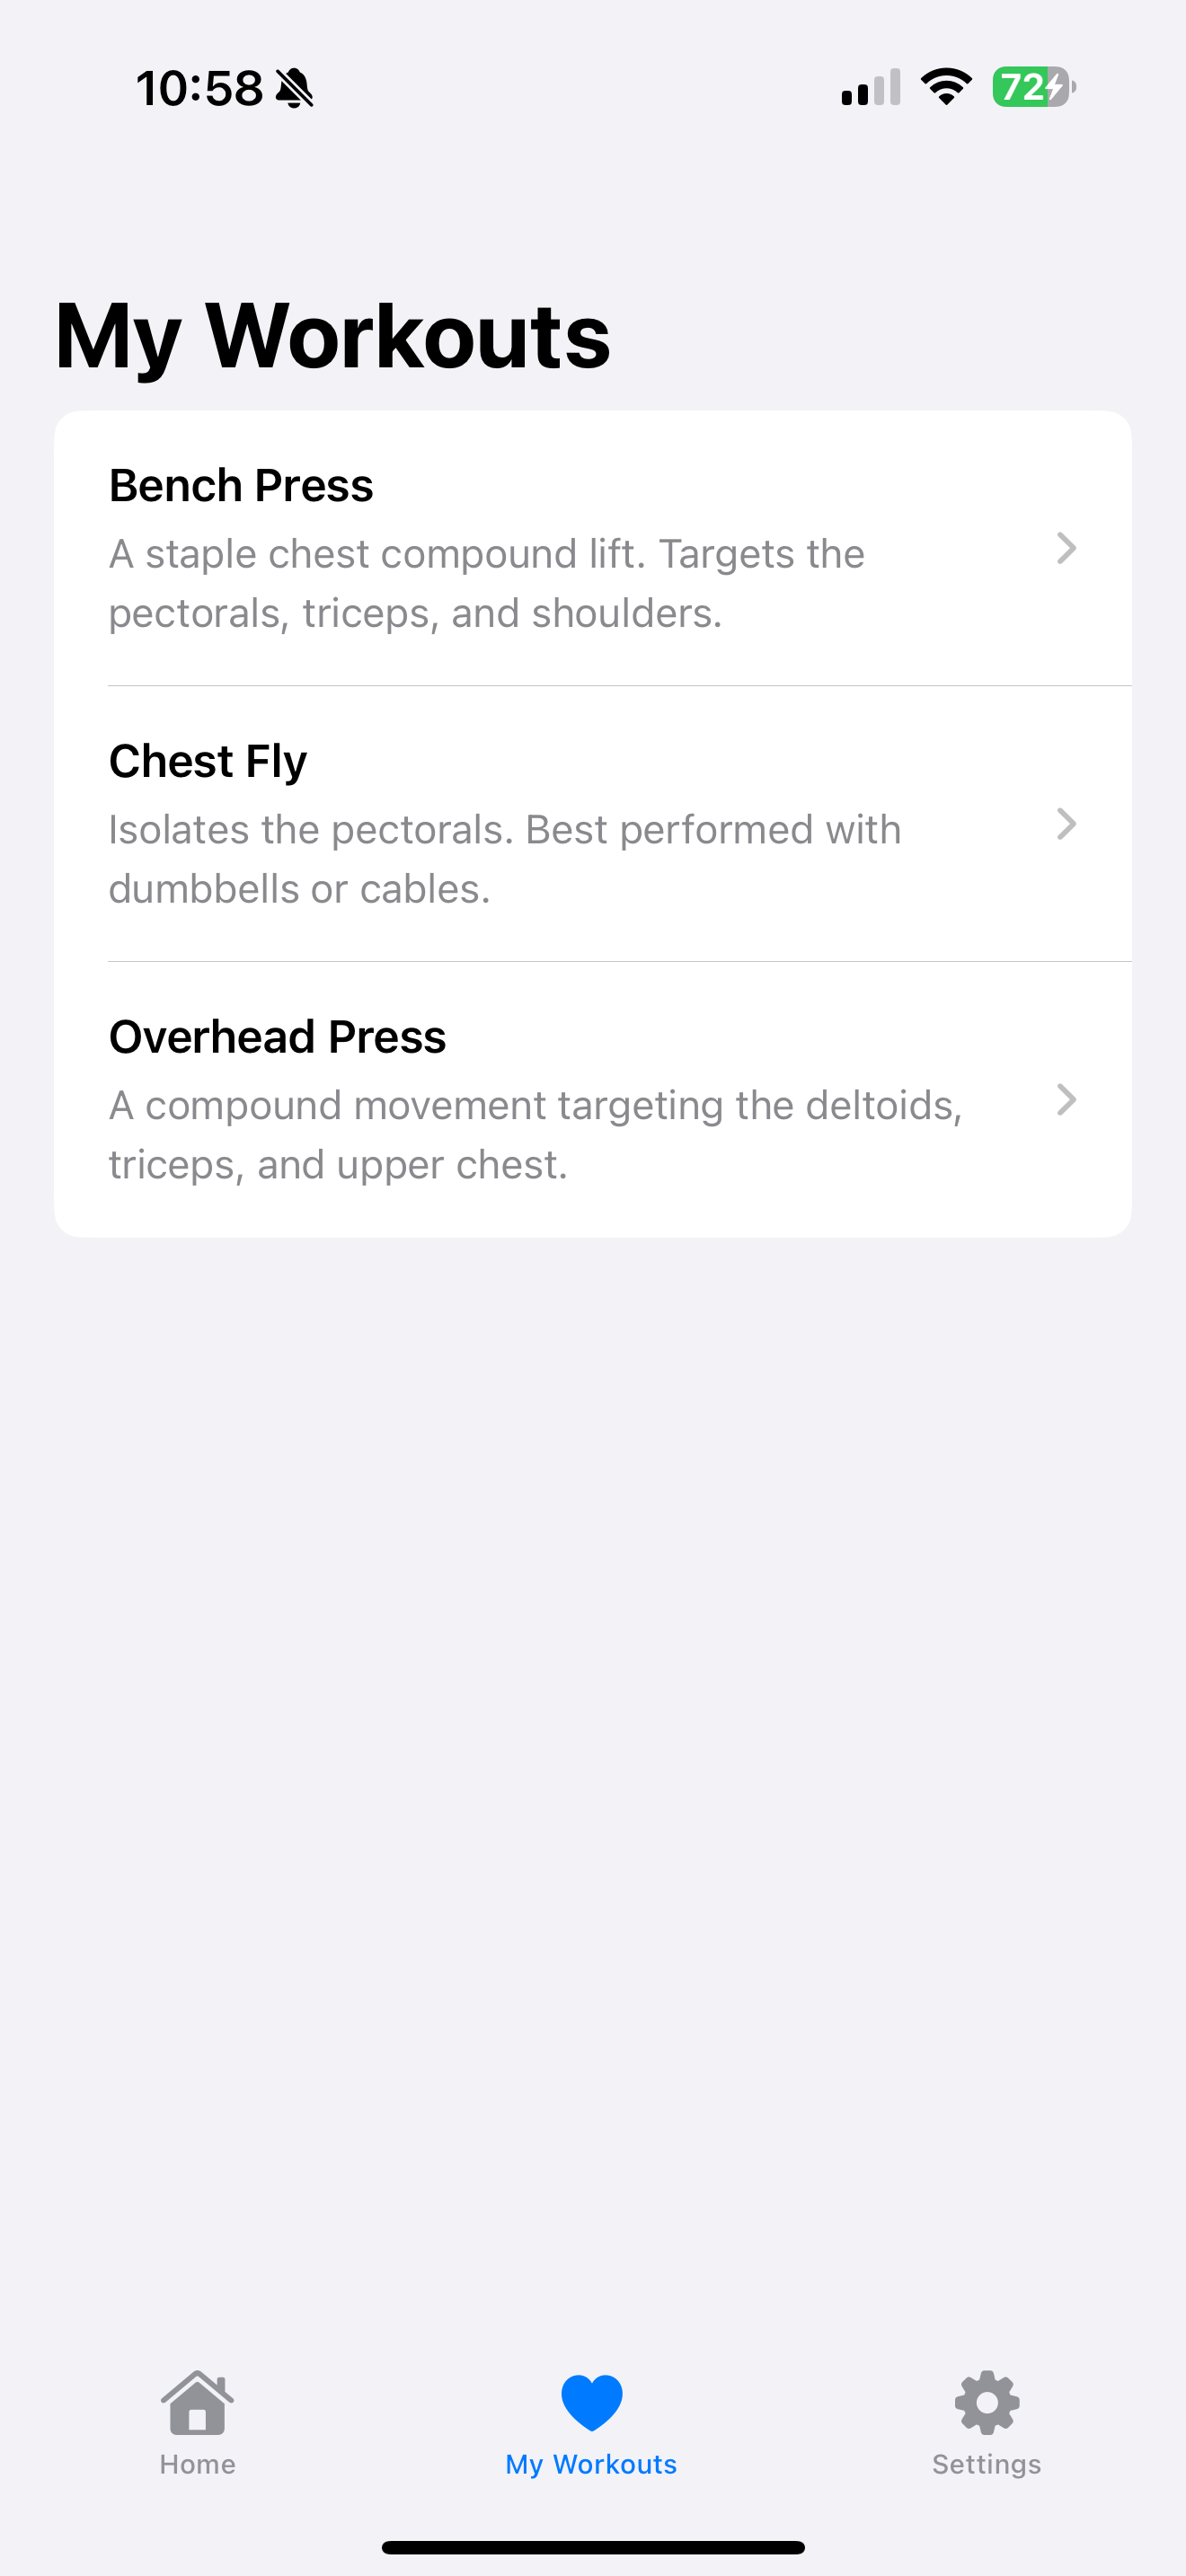 10:58
72
My Workouts
Bench Press
A staple chest compound lift. Targets the
pectorals, triceps, and shoulders.
Chest Fly
Isolates the pectorals. Best performed with
dumbbells or cables.
Overhead Press
A compound movement targeting the deltoids,
triceps, and upper chest.
Home
My Workouts
Settings